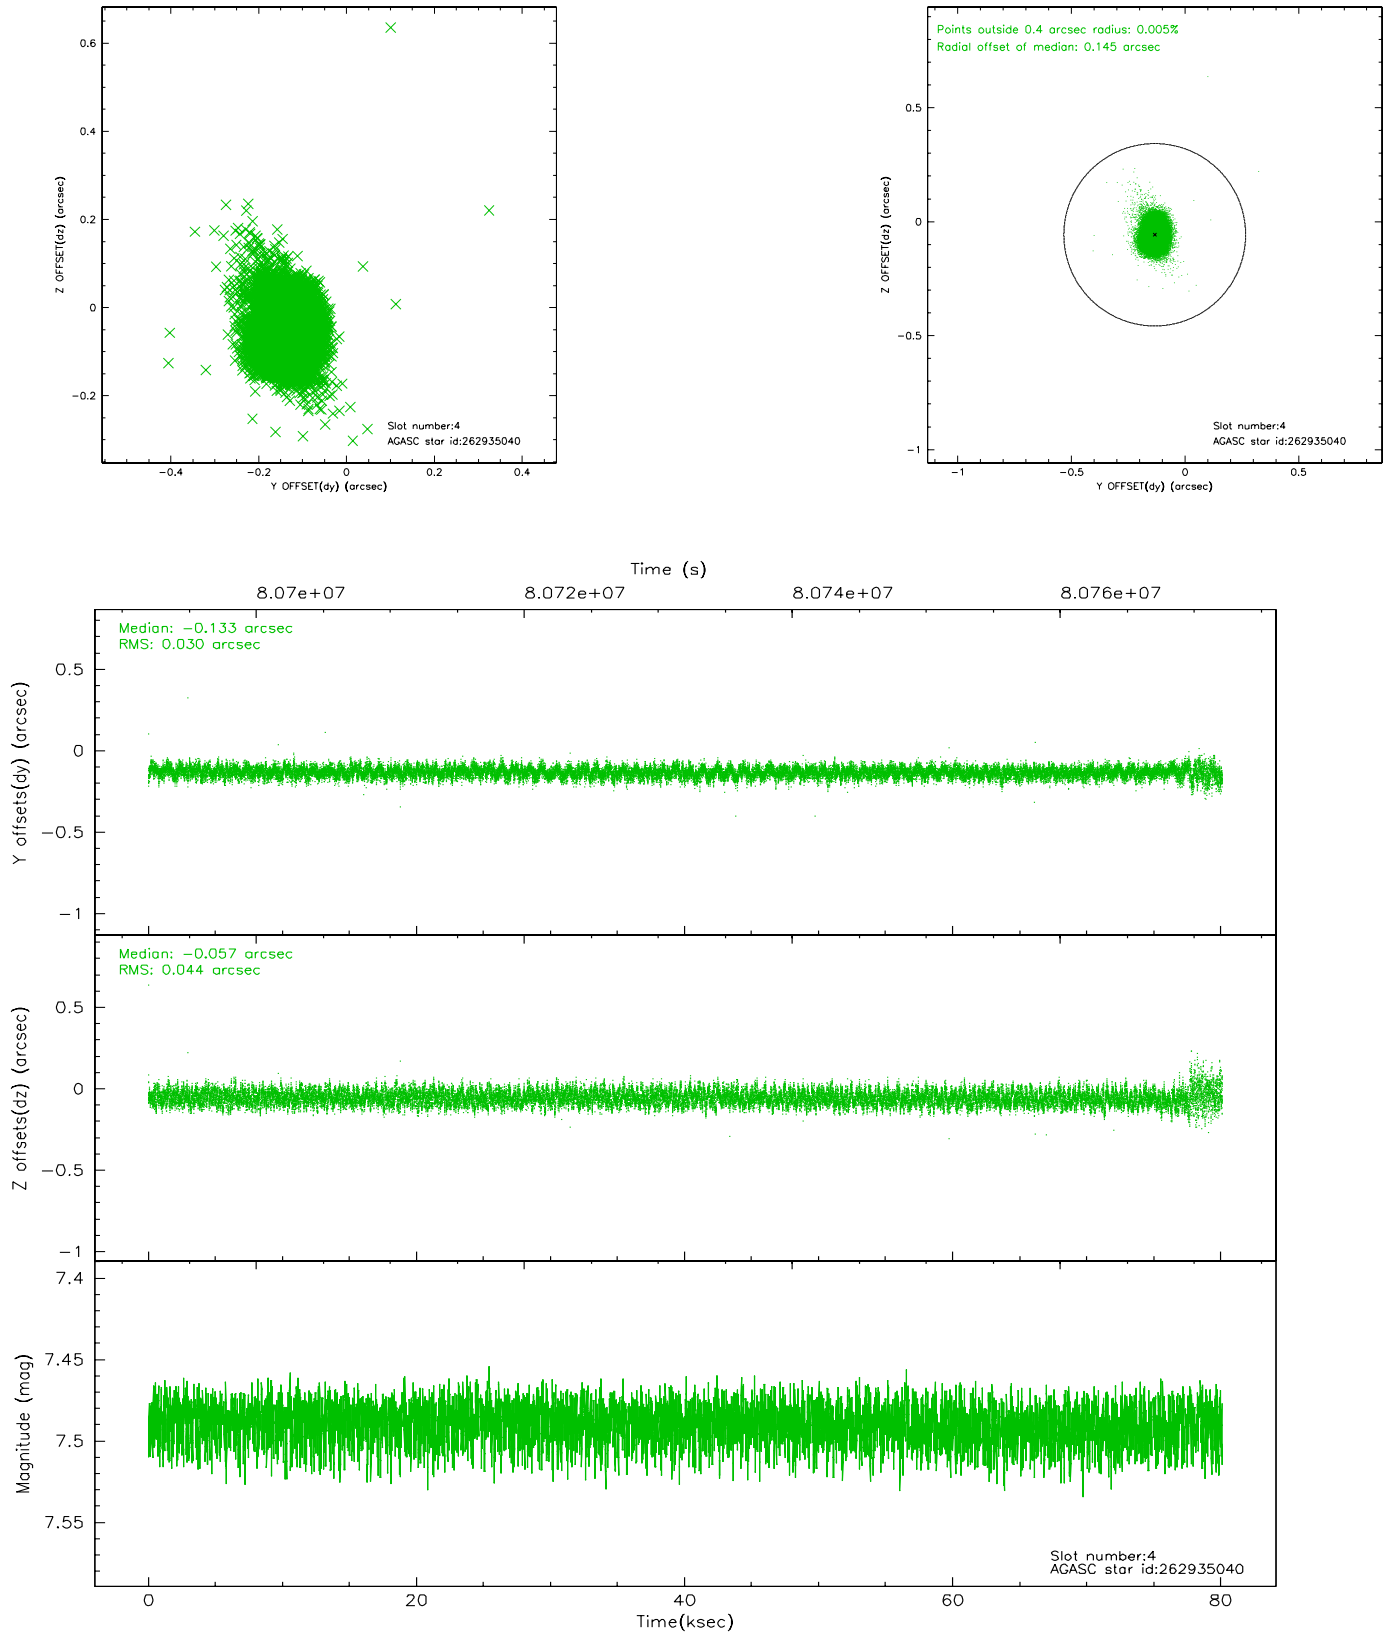 0.6
0.4
0.2
0
-0.2
Z OFFSET(dz) (arcsec)
Slot number:4
AGASC star id:262935040
-0.4 -0.2 0 0.2 0.4
Y OFFSET(dy) (arcsec)
Points outside 0.4 arcsec radius: 0.005%
Radial offset of median: 0.145 arcsec
0.5
0
-0.5
-1
Z OFFSET(dz) (arcsec)
Slot number:4
AGASC star id:262935040
-1 -0.5 0 0.5
Y OFFSET(dy) (arcsec)
Time (s)
8.07e+07 8.072e+07 8.074e+07 8.076e+07
Median: -0.133 arcsec
RMS: 0.030 arcsec
0.5
0
-0.5
-1
Y offsets(dy) (arcsec)
Median: -0.057 arcsec
RMS: 0.044 arcsec
0.5
0
-0.5
-1
Z offsets(dz) (arcsec)
7.4
7.45
7.5
7.55
Magnitude (mag)
Slot number:4
AGASC star id:262935040
0 20 40 60 80
Time(ksec)